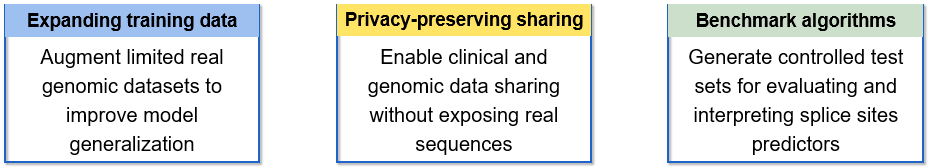 Expanding training data
Augment limited real
genomic datasets to
improve model
generalization
Privacy-preserving sharing
Enable clinical and
genomic data sharing
without exposing real
sequences
Benchmark algorithms
Generate controlled test
sets for evaluating and
interpreting splice sites
predictors